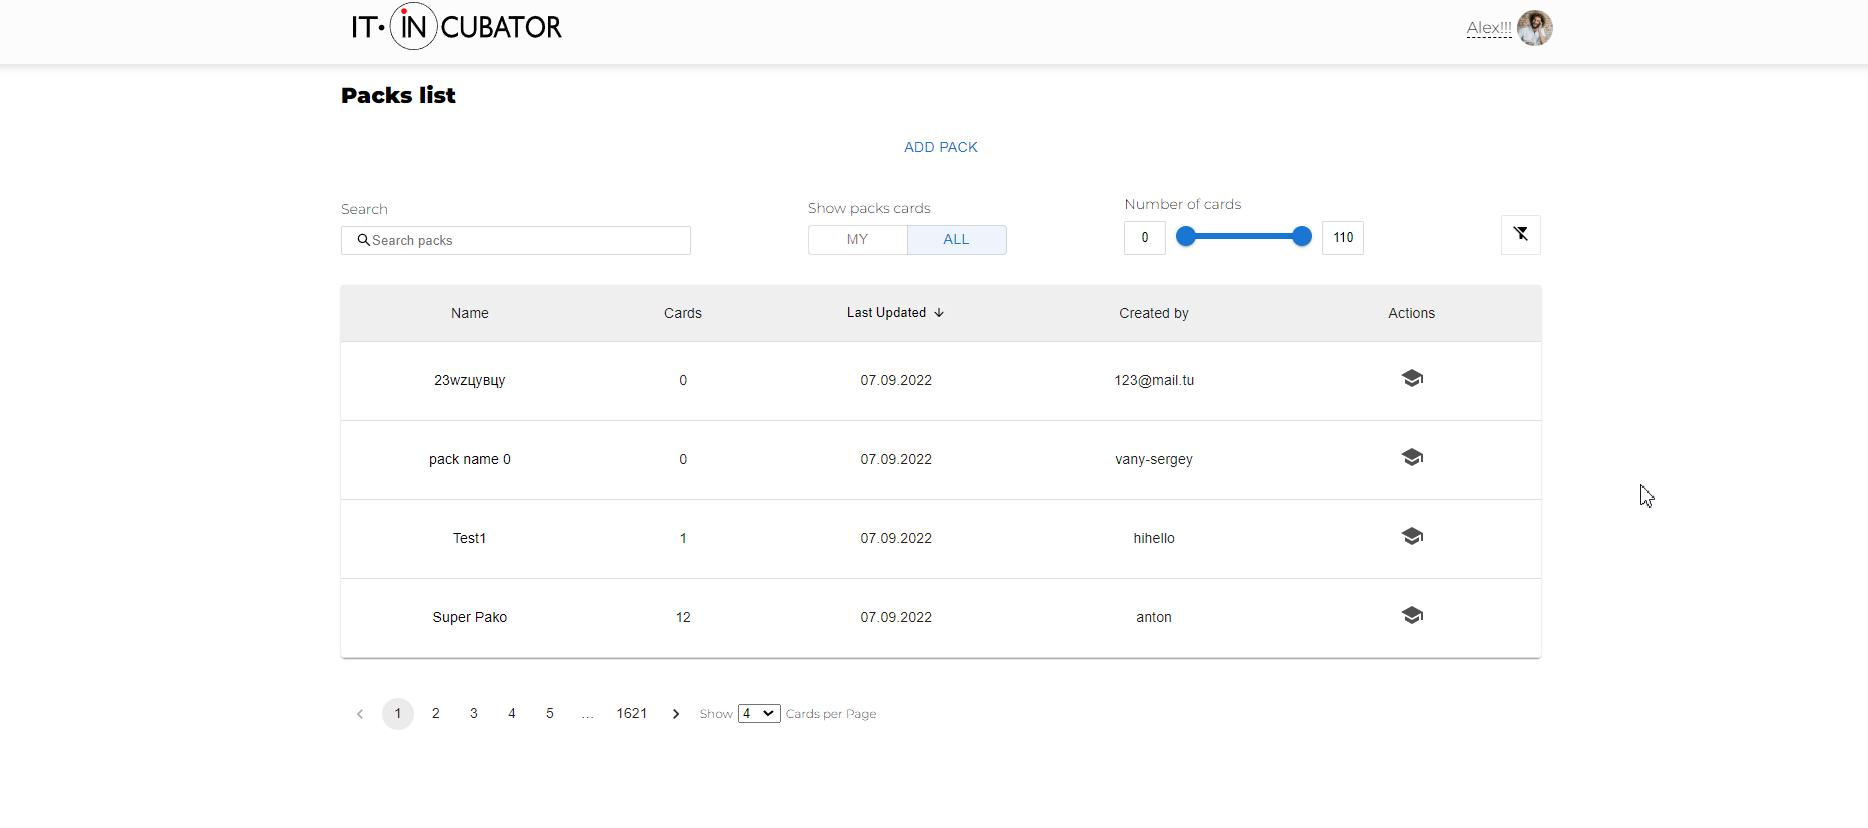 IT·INCUBATOR
Alex!!!
Packs list
ADD PACK
Search
Show packs cards
Number of cards
Search packs
MY
ALL
0
110
Name Cards Last Updated Created by Actions
23wzцувцу 0 07.09.2022 123@mail.tu
pack name 0 0 07.09.2022 vany-sergey
Test1 1 07.09.2022 hihello
Super Pako 12 07.09.2022 anton
1 2 3 4 5 ... 1621 Show 4 Cards per Page